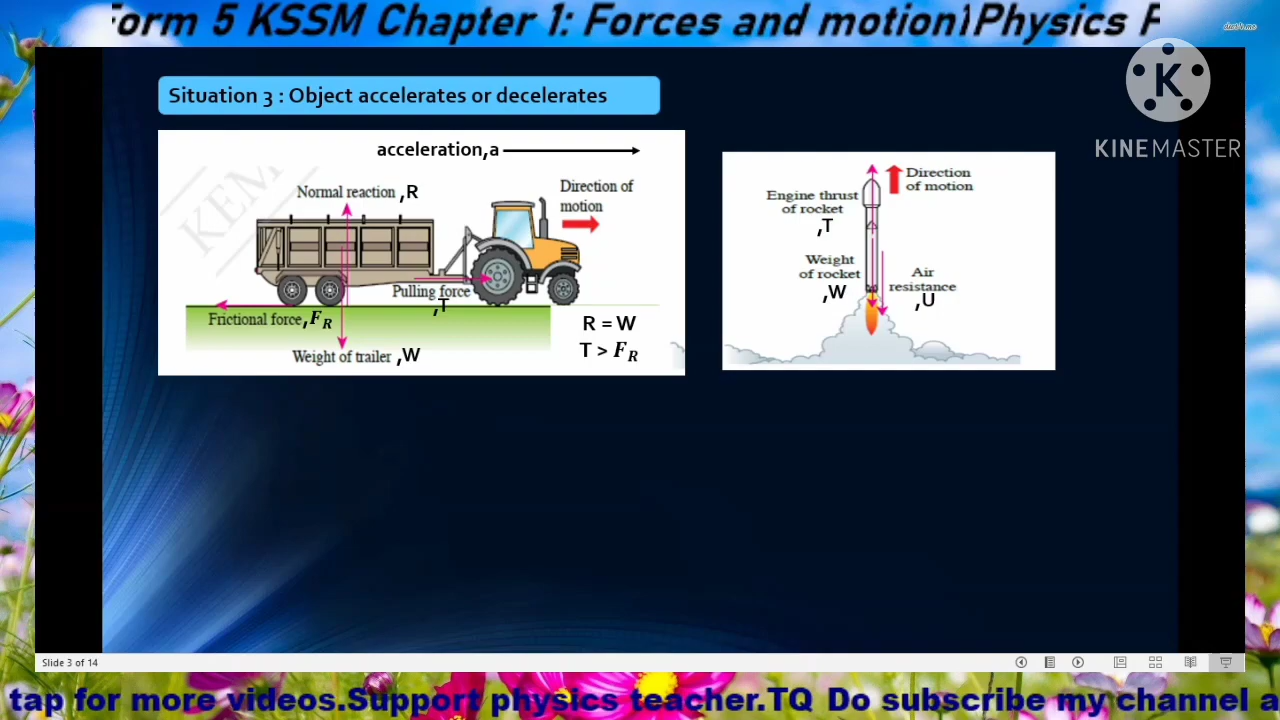 Form 5 KSSM Chapter 1: Forces and motion)Physics F
KINEMASTER
Situation 3 : Object accelerates or decelerates
acceleration,a
Normal reaction ,R
Direction of
motion
Pulling force
,T
Frictional force,F_R
R = W
T > F_R
Weight of trailer ,W
KEM
Direction
of motion
Engine thrust
of rocket
,T
Weight
of rocket
,W
Air
resistance
,U
Slide 3 of 14
tap for more videos.Support physics teacher.TQ Do subscribe my channel a